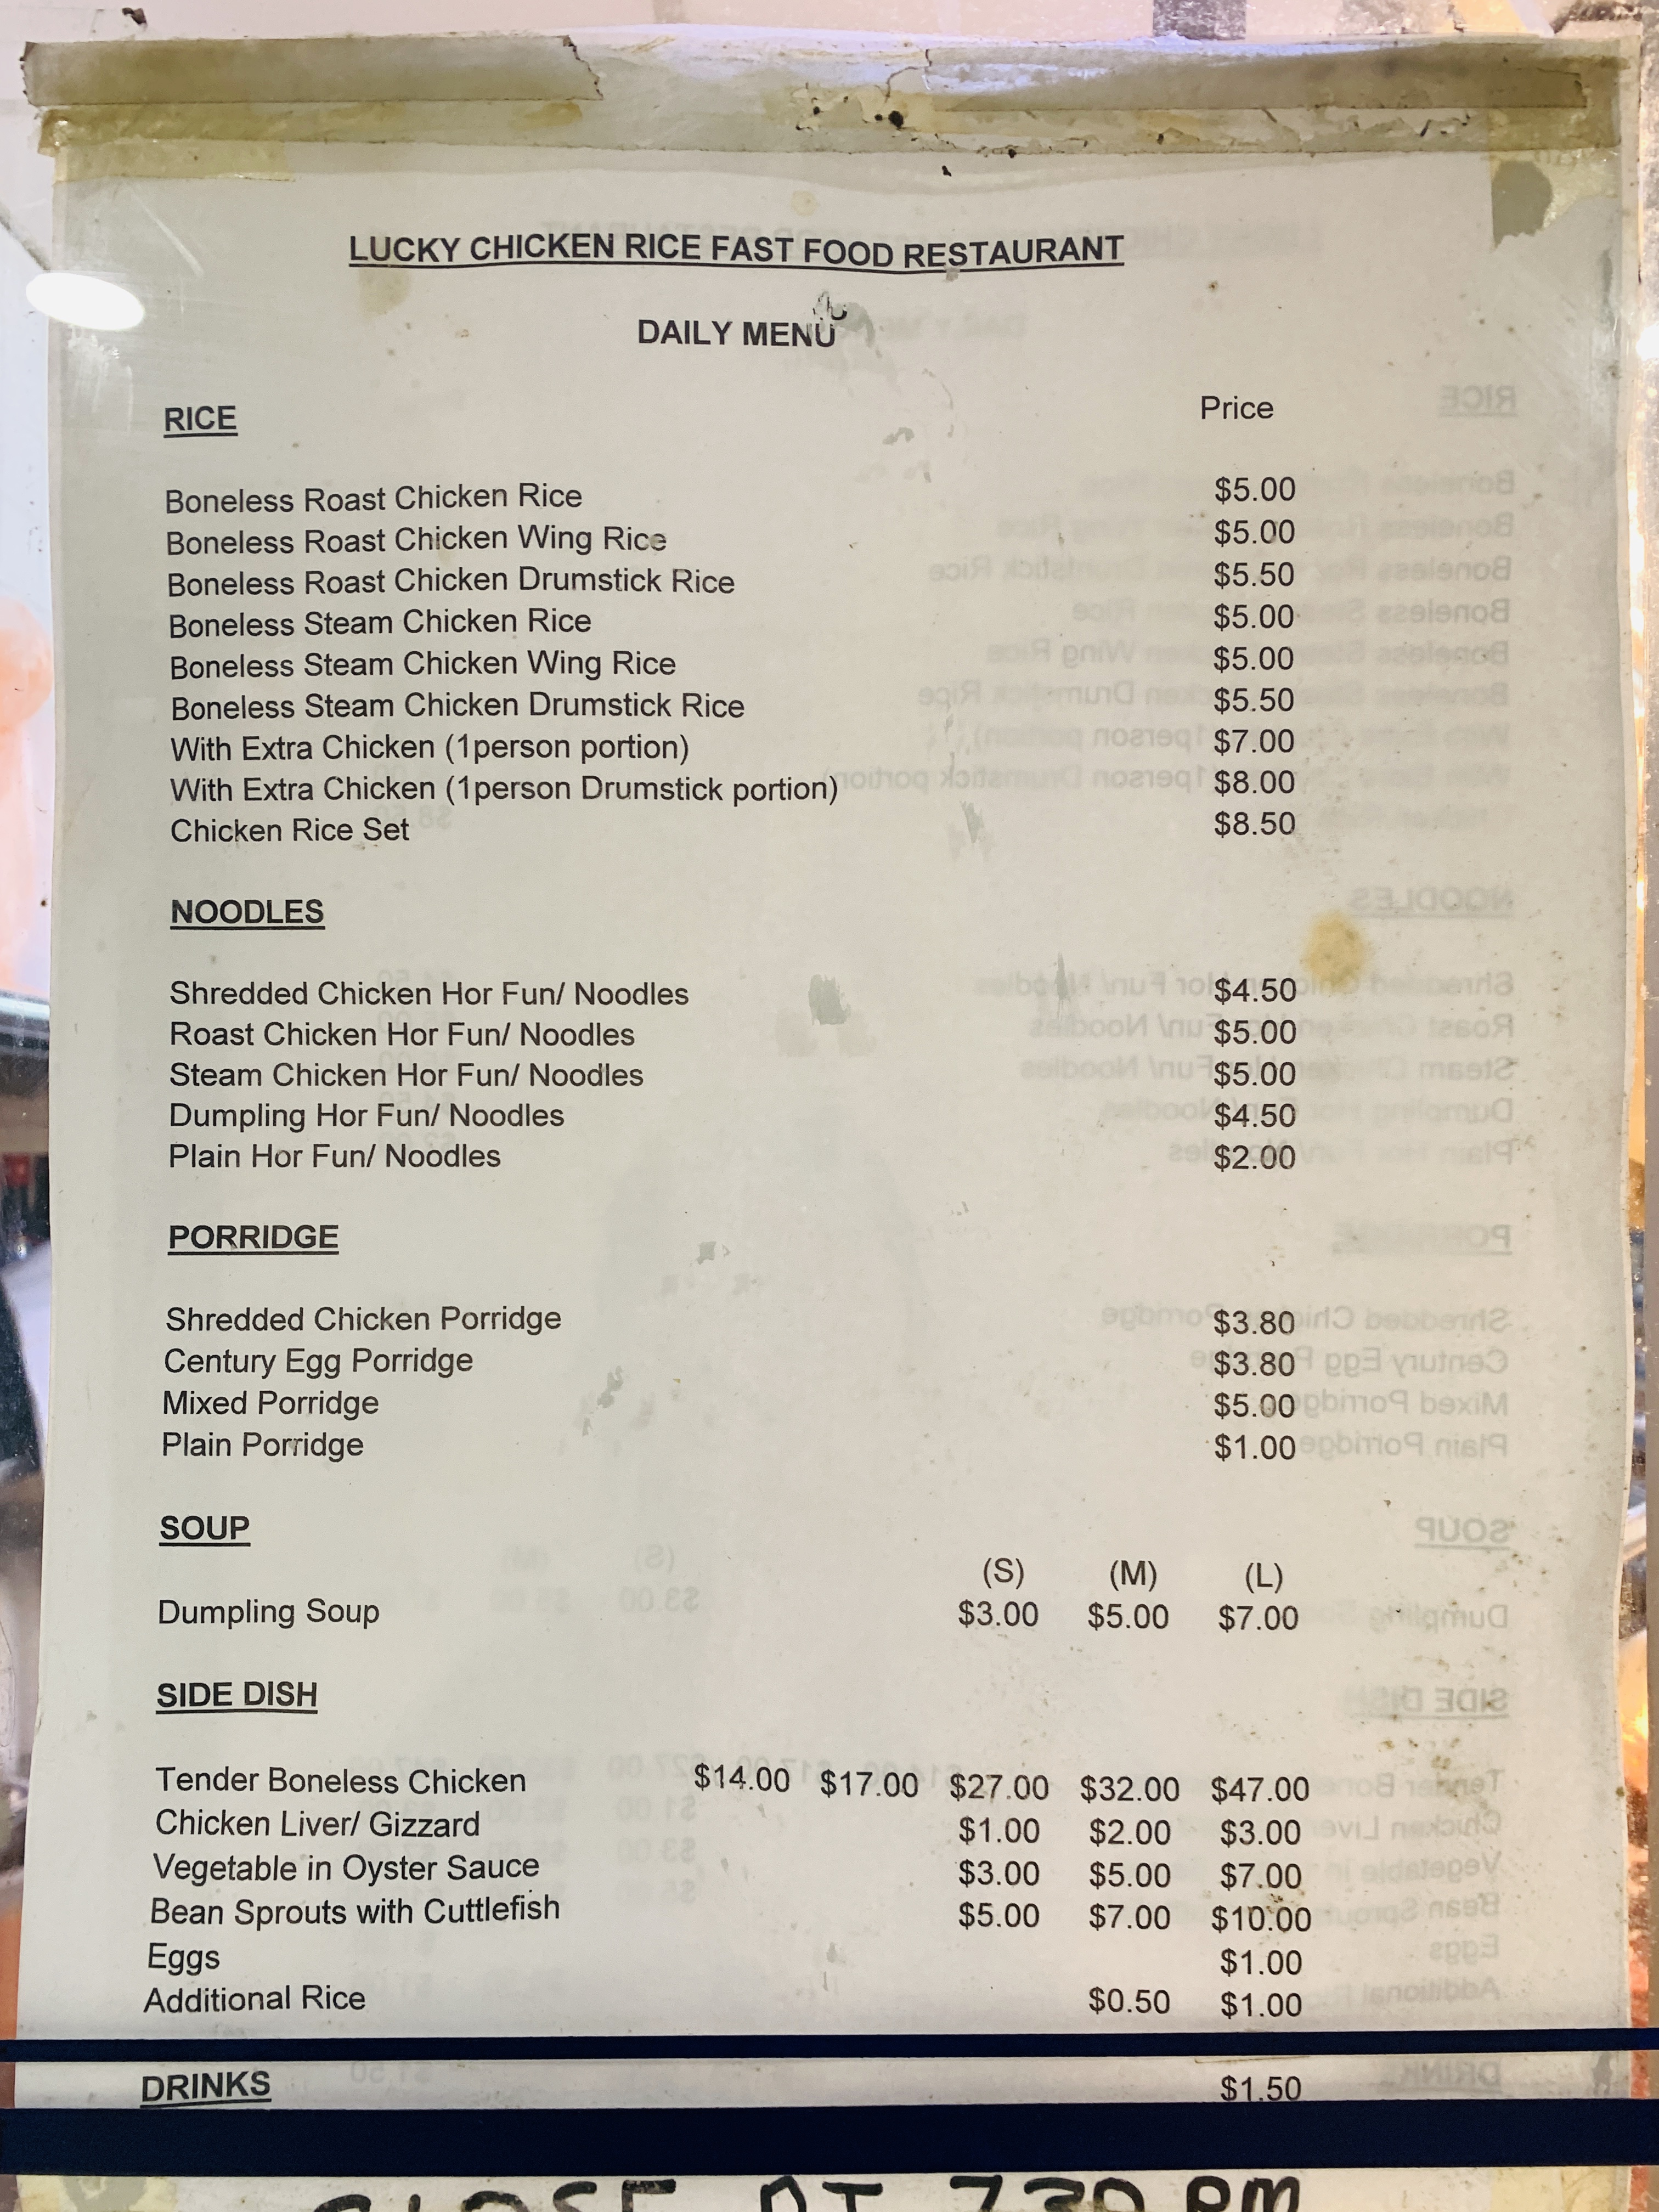 LUCKY CHICKEN RICE FAST FOOD RESTAURANT
DAILY MENU
RICE Price
Boneless Roast Chicken Rice $5.00
Boneless Roast Chicken Wing Rice $5.00
Boneless Roast Chicken Drumstick Rice $5.50
Boneless Steam Chicken Rice $5.00
Boneless Steam Chicken Wing Rice $5.00
Boneless Steam Chicken Drumstick Rice $5.50
With Extra Chicken (1person portion) $7.00
With Extra Chicken (1person Drumstick portion) $8.00
Chicken Rice Set $8.50
NOODLES
Shredded Chicken Hor Fun/ Noodles $4.50
Roast Chicken Hor Fun/ Noodles $5.00
Steam Chicken Hor Fun/ Noodles $5.00
Dumpling Hor Fun/ Noodles $4.50
Plain Hor Fun/ Noodles $2.00
PORRIDGE
Shredded Chicken Porridge $3.80
Century Egg Porridge $3.80
Mixed Porridge $5.00
Plain Porridge $1.00
SOUP
(S) (M) (L)
Dumpling Soup $3.00 $5.00 $7.00
SIDE DISH
Tender Boneless Chicken $14.00 $17.00 $27.00 $32.00 $47.00
Chicken Liver/ Gizzard $1.00 $2.00 $3.00
Vegetable in Oyster Sauce $3.00 $5.00 $7.00
Bean Sprouts with Cuttlefish $5.00 $7.00 $10.00
Eggs $1.00
Additional Rice $0.50 $1.00
DRINKS $1.50
CLOSE AT 7.30 PM